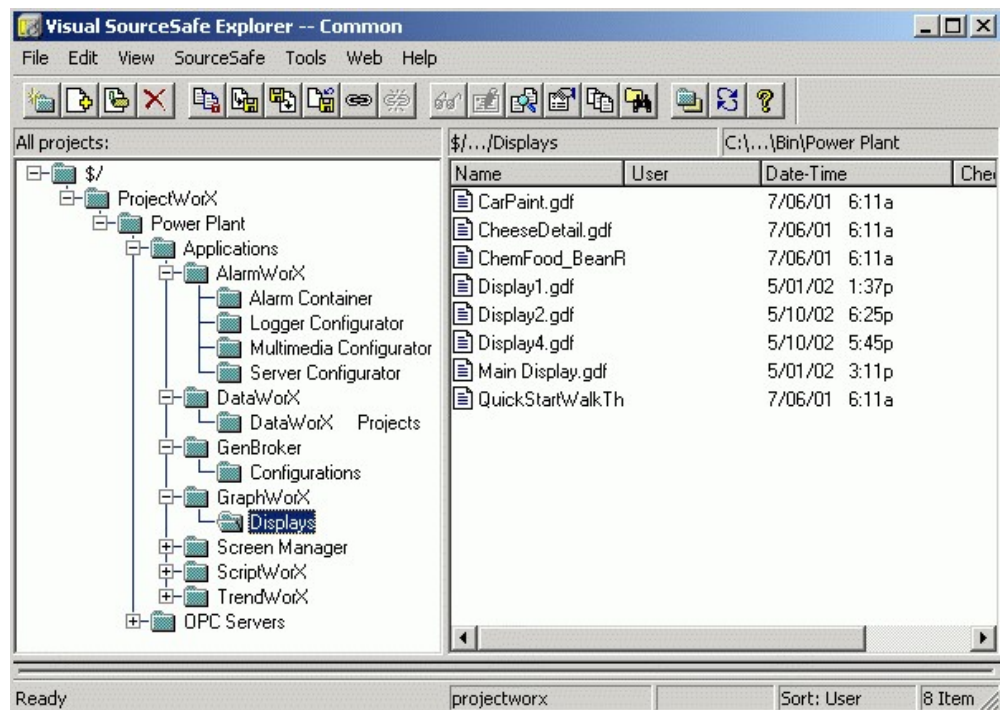 Visual SourceSafe Explorer -- Common
File Edit View SourceSafe Tools Web Help
All projects:
$/.../Displays C:\...\Bin\Power Plant
$/
ProjectWorX
Power Plant
Applications
AlarmWorX
Alarm Container
Logger Configurator
Multimedia Configurator
Server Configurator
DataWorX
DataWorX Projects
GenBroker
Configurations
GraphWorX
Displays
Screen Manager
ScriptWorX
TrendWorX
OPC Servers
Name User Date-Time Che
CarPaint.gdf 7/06/01 6:11a
CheeseDetail.gdf 7/06/01 6:11a
ChemFood_BeanR 7/06/01 6:11a
Display1.gdf 5/01/02 1:37p
Display2.gdf 5/10/02 6:25p
Display4.gdf 5/10/02 5:45p
Main Display.gdf 5/01/02 3:11p
QuickStartWalkTh 7/06/01 6:11a
Ready projectworx Sort: User 8 Item